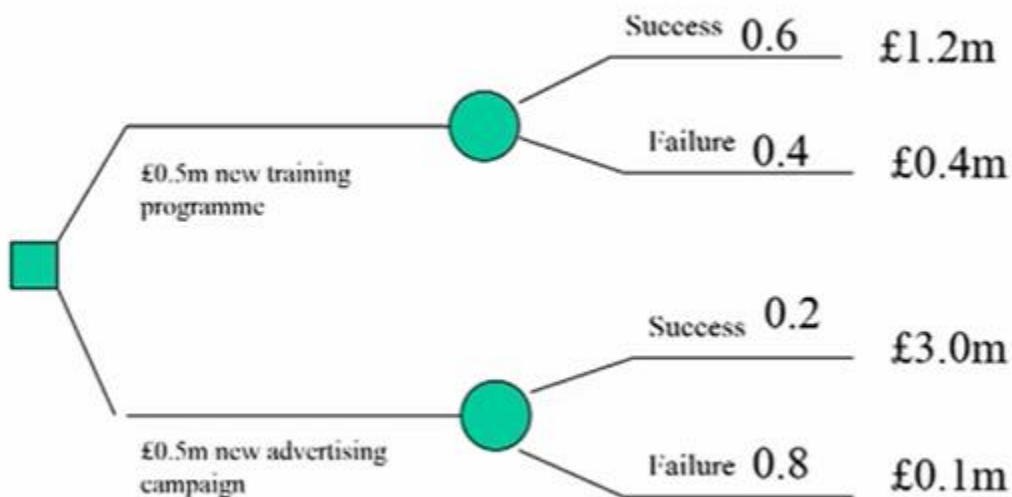 Success 0.6 £1.2m
Failure 0.4 £0.4m
£0.5m new training
programme
Success 0.2 £3.0m
Failure 0.8 £0.1m
£0.5m new advertising
campaign